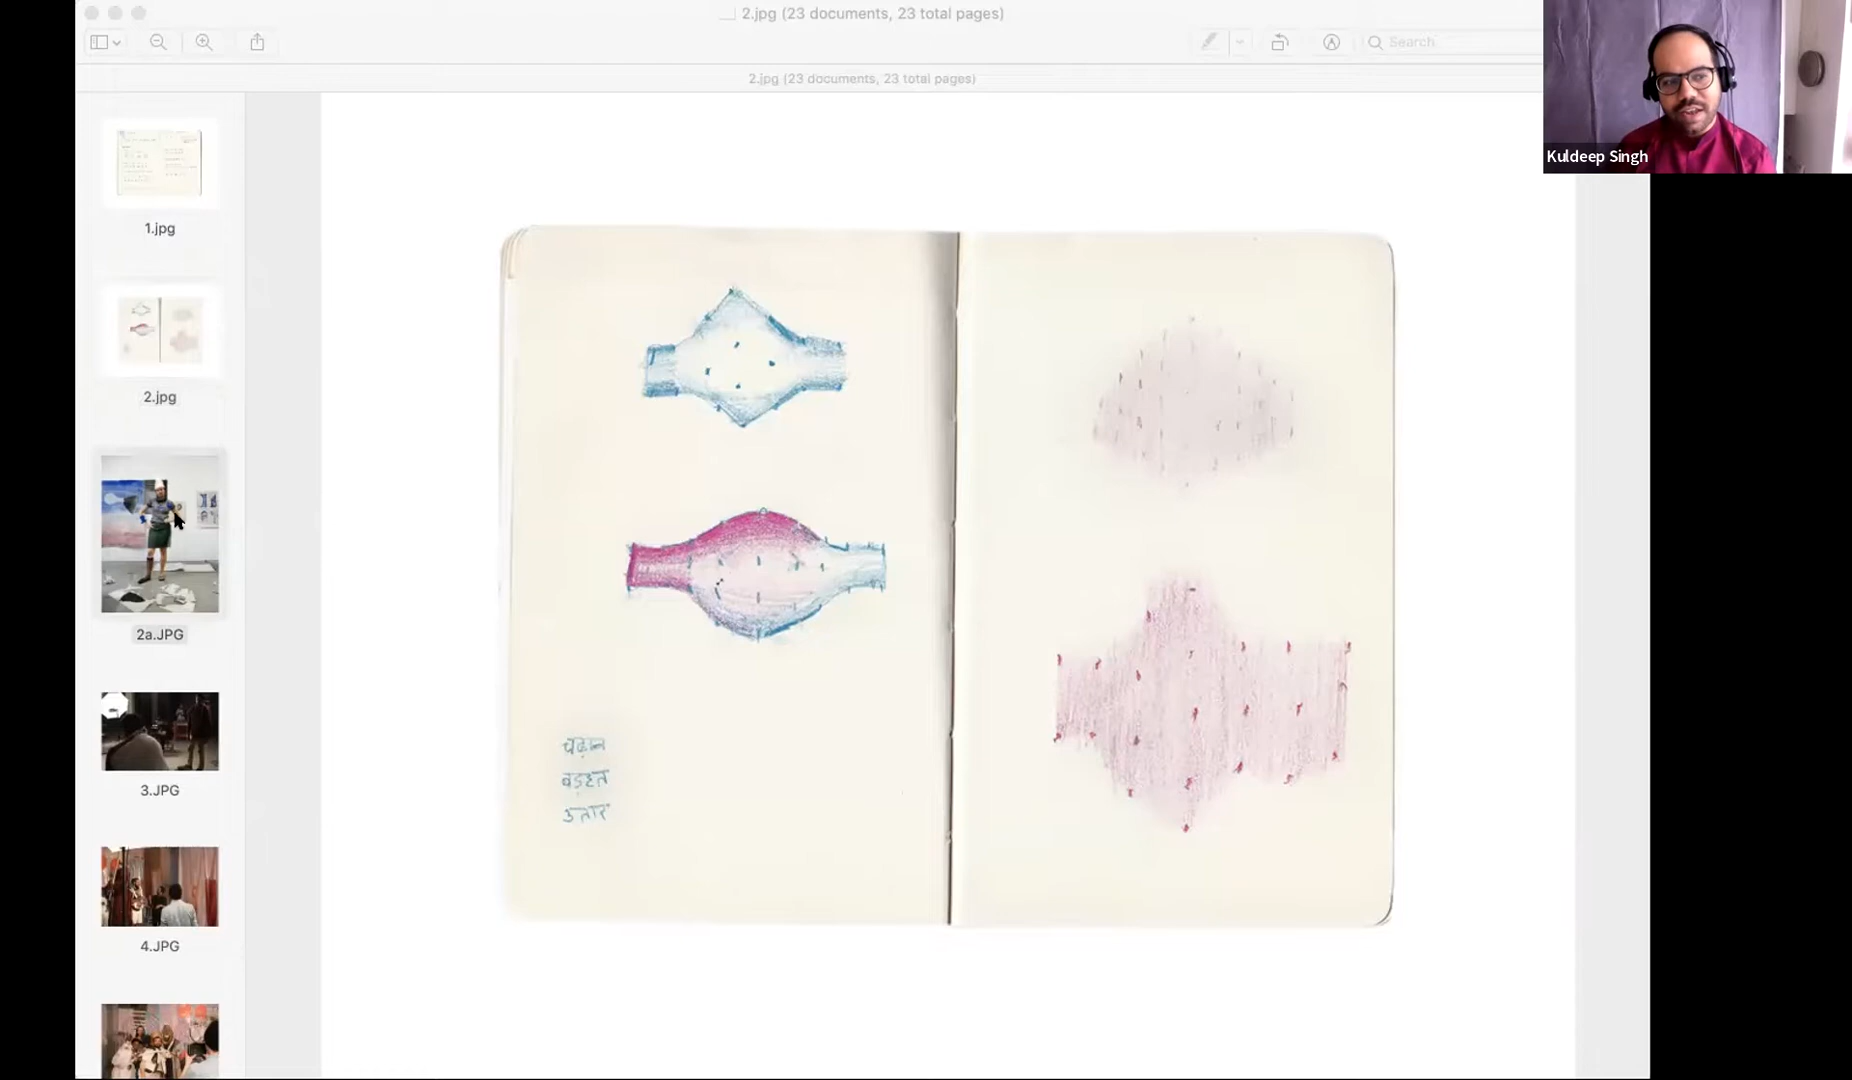 2.jpg (23 documents, 23 total pages)
Search
2.jpg (23 documents, 23 total pages)
Kuldeep Singh
1.jpg
2.jpg
2a.JPG
3.JPG
4.JPG
चढ़ान
बड़हत
उतार